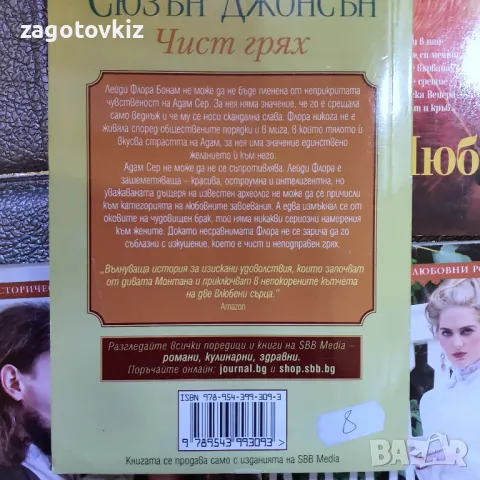 zagotovkiz
Сюзън Джонсън
Чист грях
Лейди Флора Бонам не може да не бъде пленена от неприкритата
чувственост на Адам Сер. За нея няма значение, че го е срещала
само веднъж и че му се носи скандална слава. Флора никога не е
живяла според обществените порядки и в мига, в който тялото ѝ
вкусва страстта на Адам, за нея има значение единствено
желанието ѝ към него.
Адам Сер не може да не се съпротивлява. Лейди Флора е
зашеметяваща – красива, остроумна и интелигентна, но
уважаваната дъщеря на известен археолог не може да се причисли
към категорията на любовните завоевания. А едва измъкнал се от
оковите на чудовищен брак, той няма никакви сериозни намерения
към жените. Докато несравнимата Флора не се зарича да го
съблазни с изкушение, което е чист и неподправен грях.
„Вълнуваща история за изискани удоволствия, които започват
от дивата Монтана и приключват в непокорените кътчета
на две влюбени сърца."
Amazon
Разгледайте всички поредици и книги на SBB Media –
романи, кулинарни, здравни.
Поръчайте онлайн: journal.bg и shop.sbb.bg
ISBN 978-954-399-309-3
9 789543 993093 >
8
Книгата се продава само с изданията на SBB Media
Люб
ЛЮБОВНИ
bazar